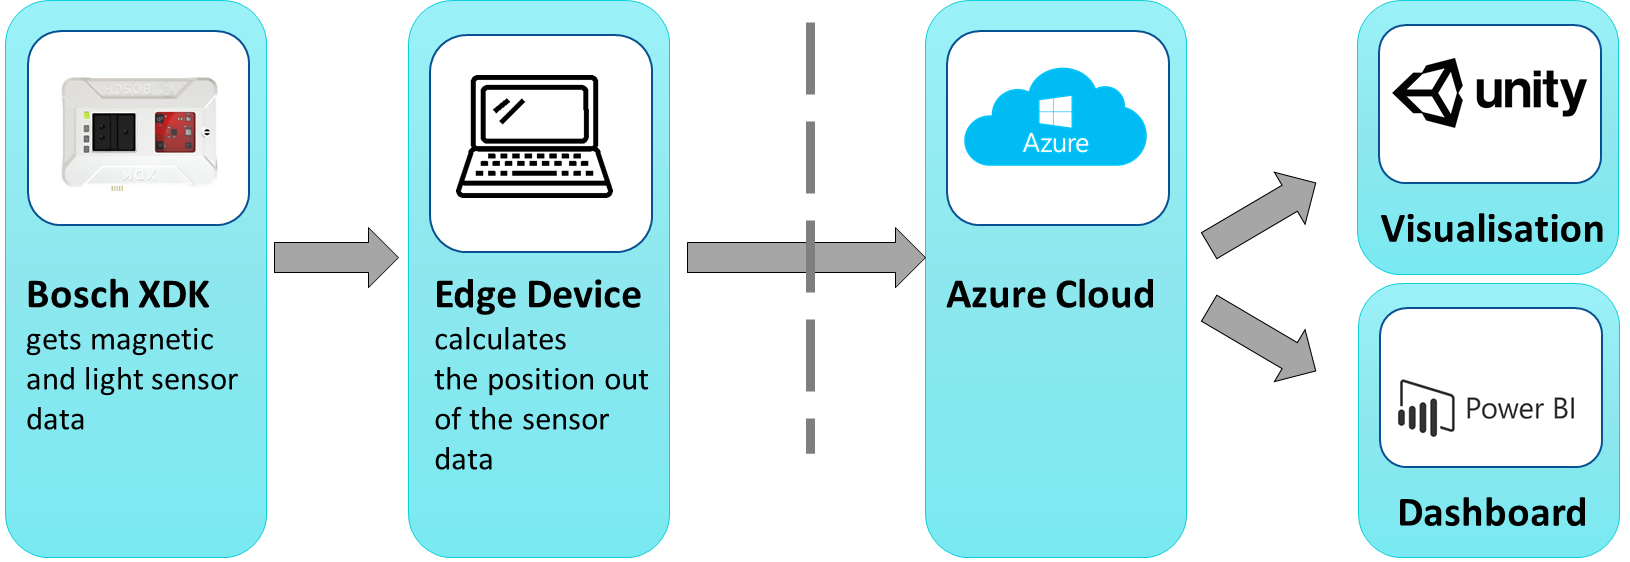 BOSCH
XDK
Bosch XDK
gets magnetic
and light sensor
data
Edge Device
calculates
the position out
of the sensor
data
Azure
Azure Cloud
unity
Visualisation
Power BI
Dashboard